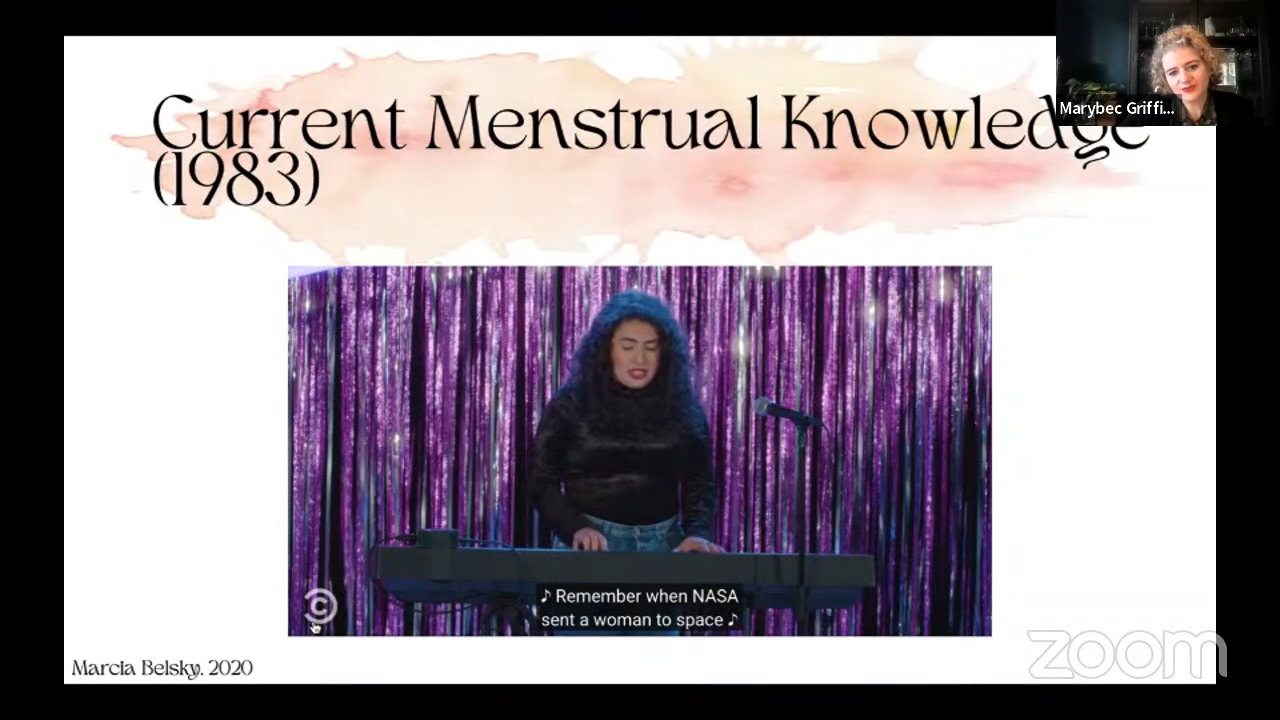 Current Menstrual Knowledge
(1983)
Marybec Griffi...
♪ Remember when NASA
sent a woman to space ♪
Marcia Belsky, 2020
zoom